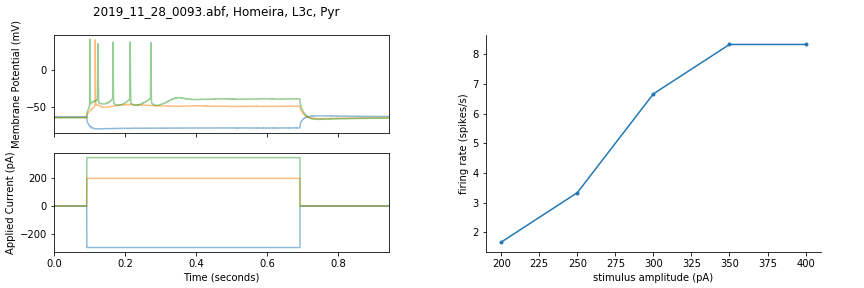 2019_11_28_0093.abf, Homeira, L3c, Pyr
Membrane Potential (mV)
0
−50
Applied Current (pA)
200
0
−200
0.0 0.2 0.4 0.6 0.8
Time (seconds)
firing rate (spikes/s)
8
7
6
5
4
3
2
200 225 250 275 300 325 350 375 400
stimulus amplitude (pA)